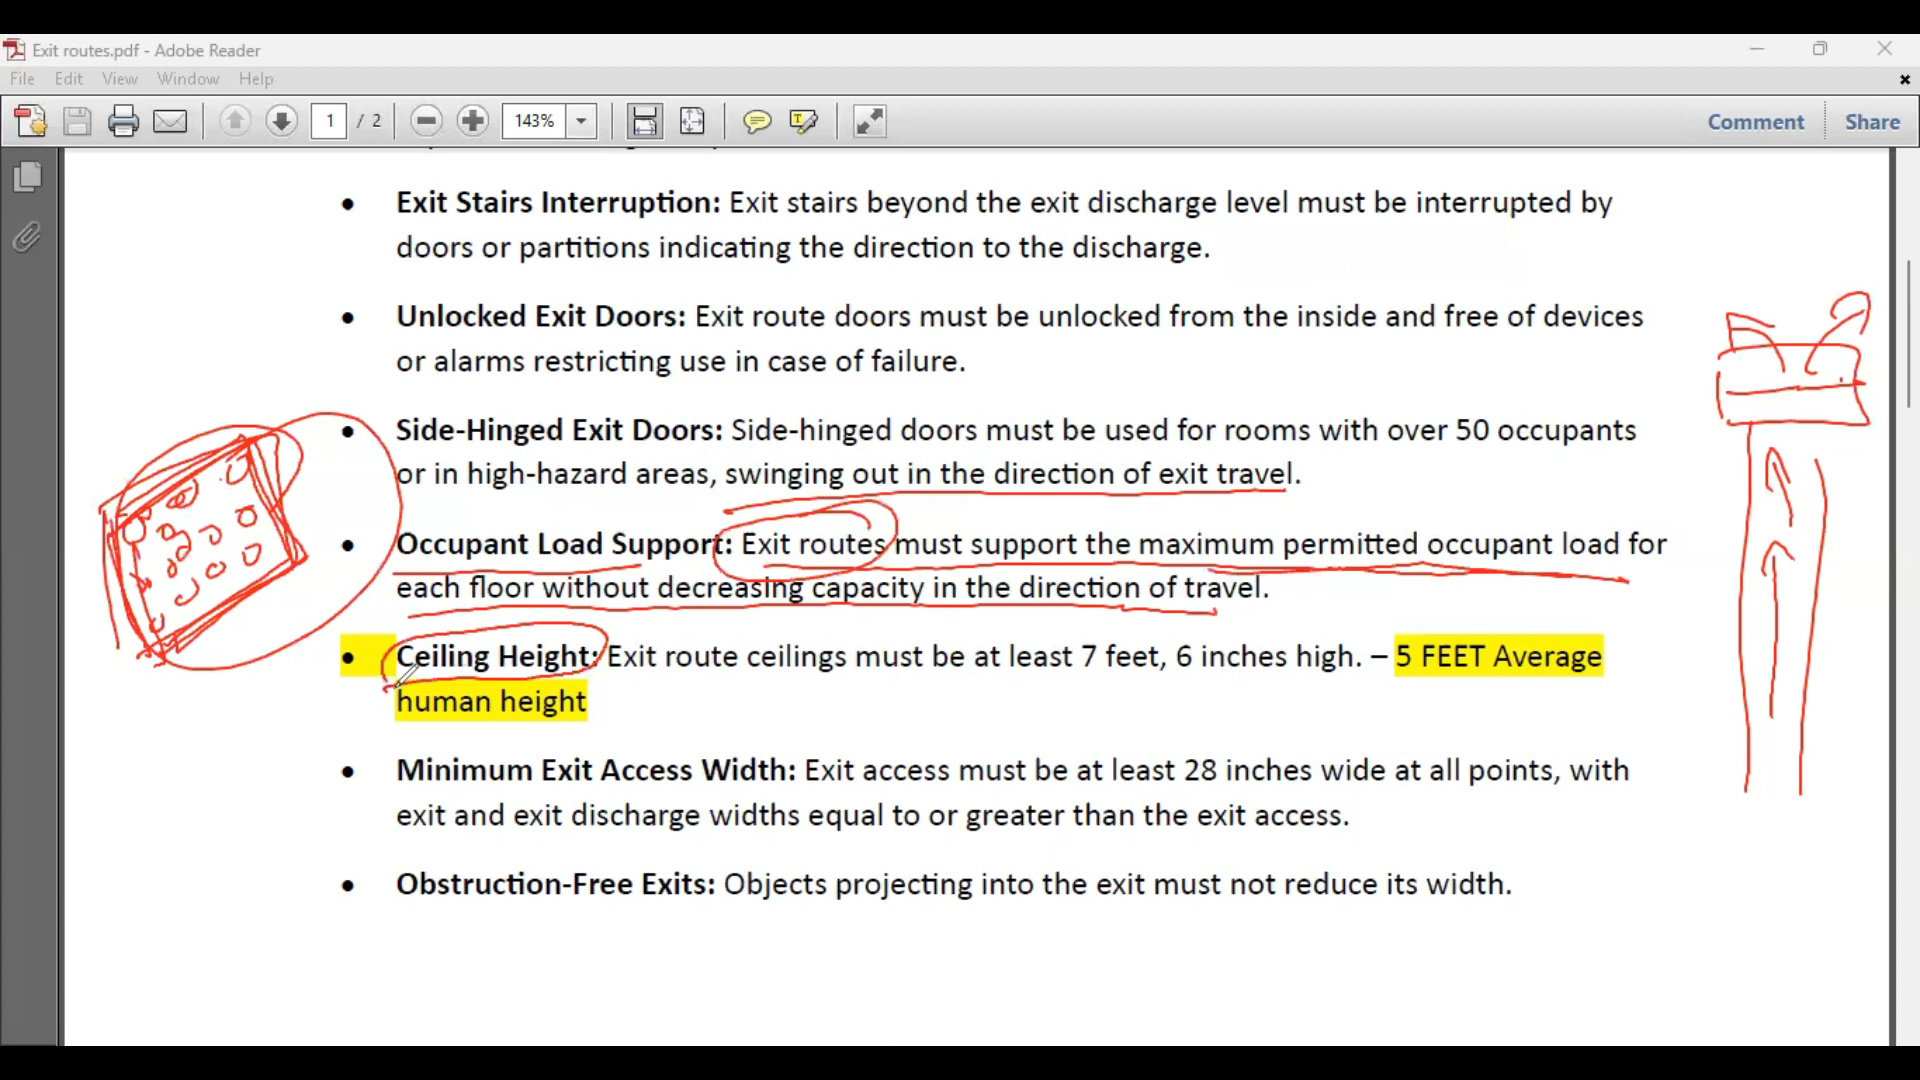 Exit routes.pdf - Adobe Reader
File Edit View Window Help
1 / 2 143% Comment Share
• Exit Stairs Interruption: Exit stairs beyond the exit discharge level must be interrupted by
doors or partitions indicating the direction to the discharge.
• Unlocked Exit Doors: Exit route doors must be unlocked from the inside and free of devices
or alarms restricting use in case of failure.
• Side-Hinged Exit Doors: Side-hinged doors must be used for rooms with over 50 occupants
or in high-hazard areas, swinging out in the direction of exit travel.
• Occupant Load Support: Exit routes must support the maximum permitted occupant load for
each floor without decreasing capacity in the direction of travel.
• Ceiling Height: Exit route ceilings must be at least 7 feet, 6 inches high. – 5 FEET Average
human height
• Minimum Exit Access Width: Exit access must be at least 28 inches wide at all points, with
exit and exit discharge widths equal to or greater than the exit access.
• Obstruction-Free Exits: Objects projecting into the exit must not reduce its width.